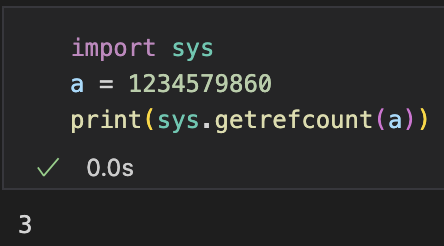 import sys
a = 1234579860
print(sys.getrefcount(a))
✓ 0.0s
3